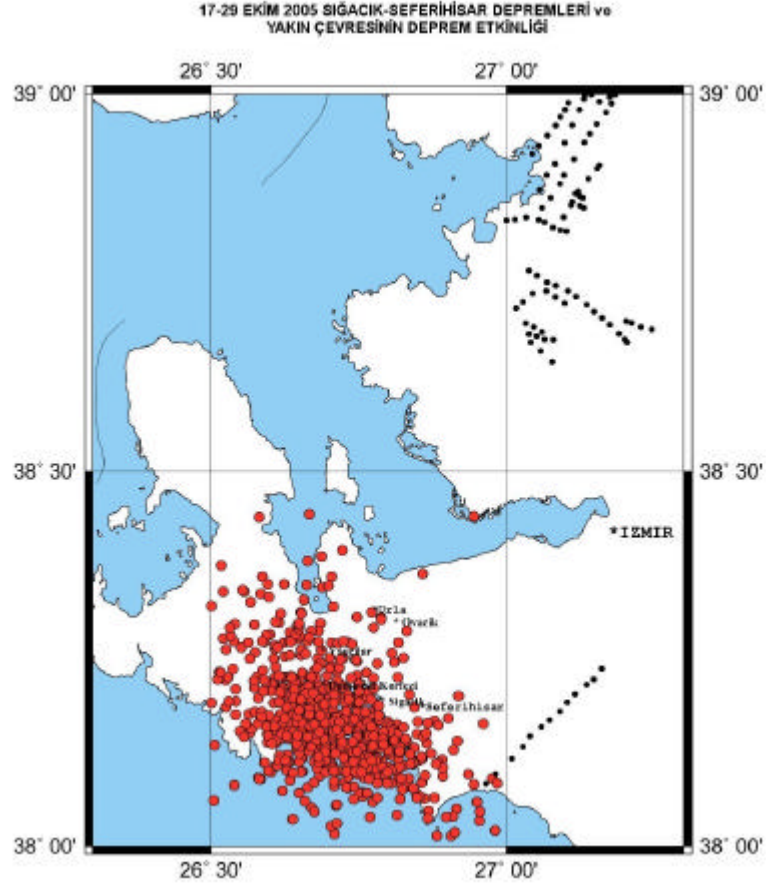 17-29 EKİM 2005 SIĞACIK-SEFERİHİSAR DEPREMLERİ ve
YAKIN ÇEVRESİNİN DEPREM ETKİNLİĞİ
26° 30' 27° 00'
39° 00' 39° 00'
38° 30' 38° 30'
*IZMIR
Urla
Ovacik
Seferihisar
38° 00' 38° 00'
26° 30' 27° 00'